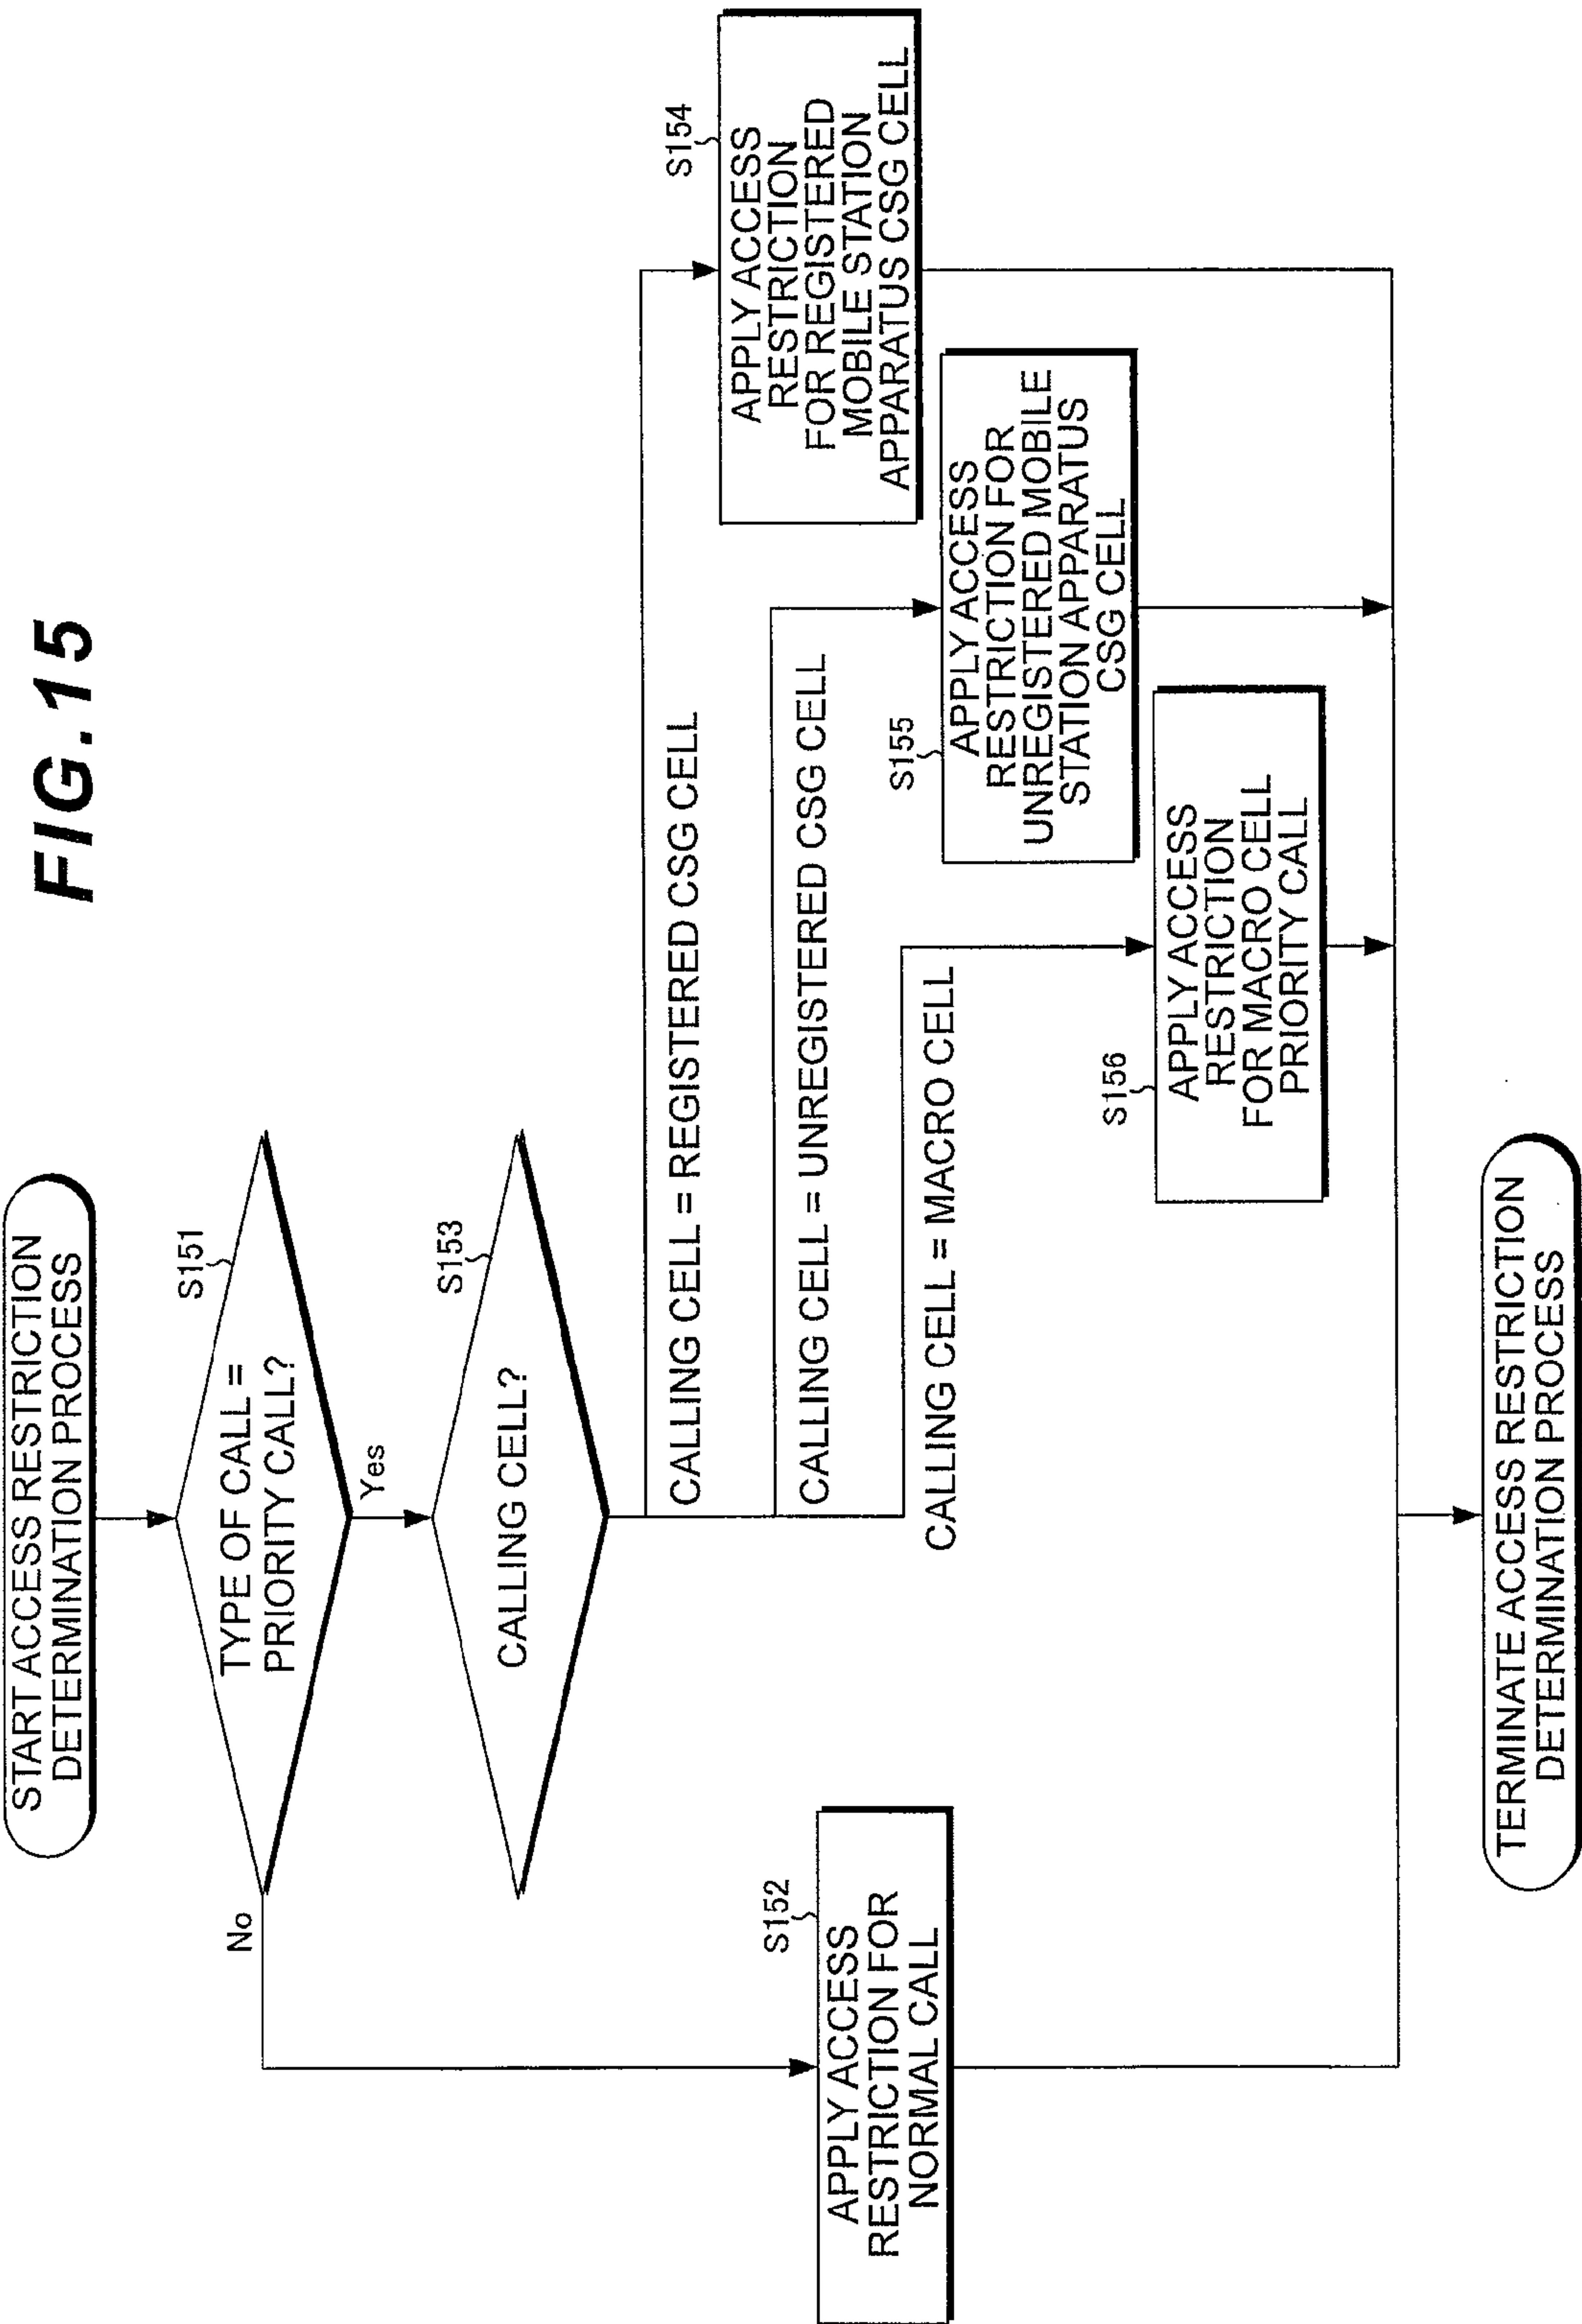 FIG.15
START ACCESS RESTRICTION
DETERMINATION PROCESS
S151
TYPE OF CALL =
PRIORITY CALL?
No
Yes
S153
CALLING CELL?
CALLING CELL = REGISTERED CSG CELL
CALLING CELL = UNREGISTERED CSG CELL
CALLING CELL = MACRO CELL
S152
APPLY ACCESS
RESTRICTION FOR
NORMAL CALL
S154
APPLY ACCESS
RESTRICTION
FOR REGISTERED
MOBILE STATION
APPARATUS CSG CELL
S155
APPLY ACCESS
RESTRICTION FOR
UNREGISTERED MOBILE
STATION APPARATUS
CSG CELL
S156
APPLY ACCESS
RESTRICTION
FOR MACRO CELL
PRIORITY CALL
TERMINATE ACCESS RESTRICTION
DETERMINATION PROCESS